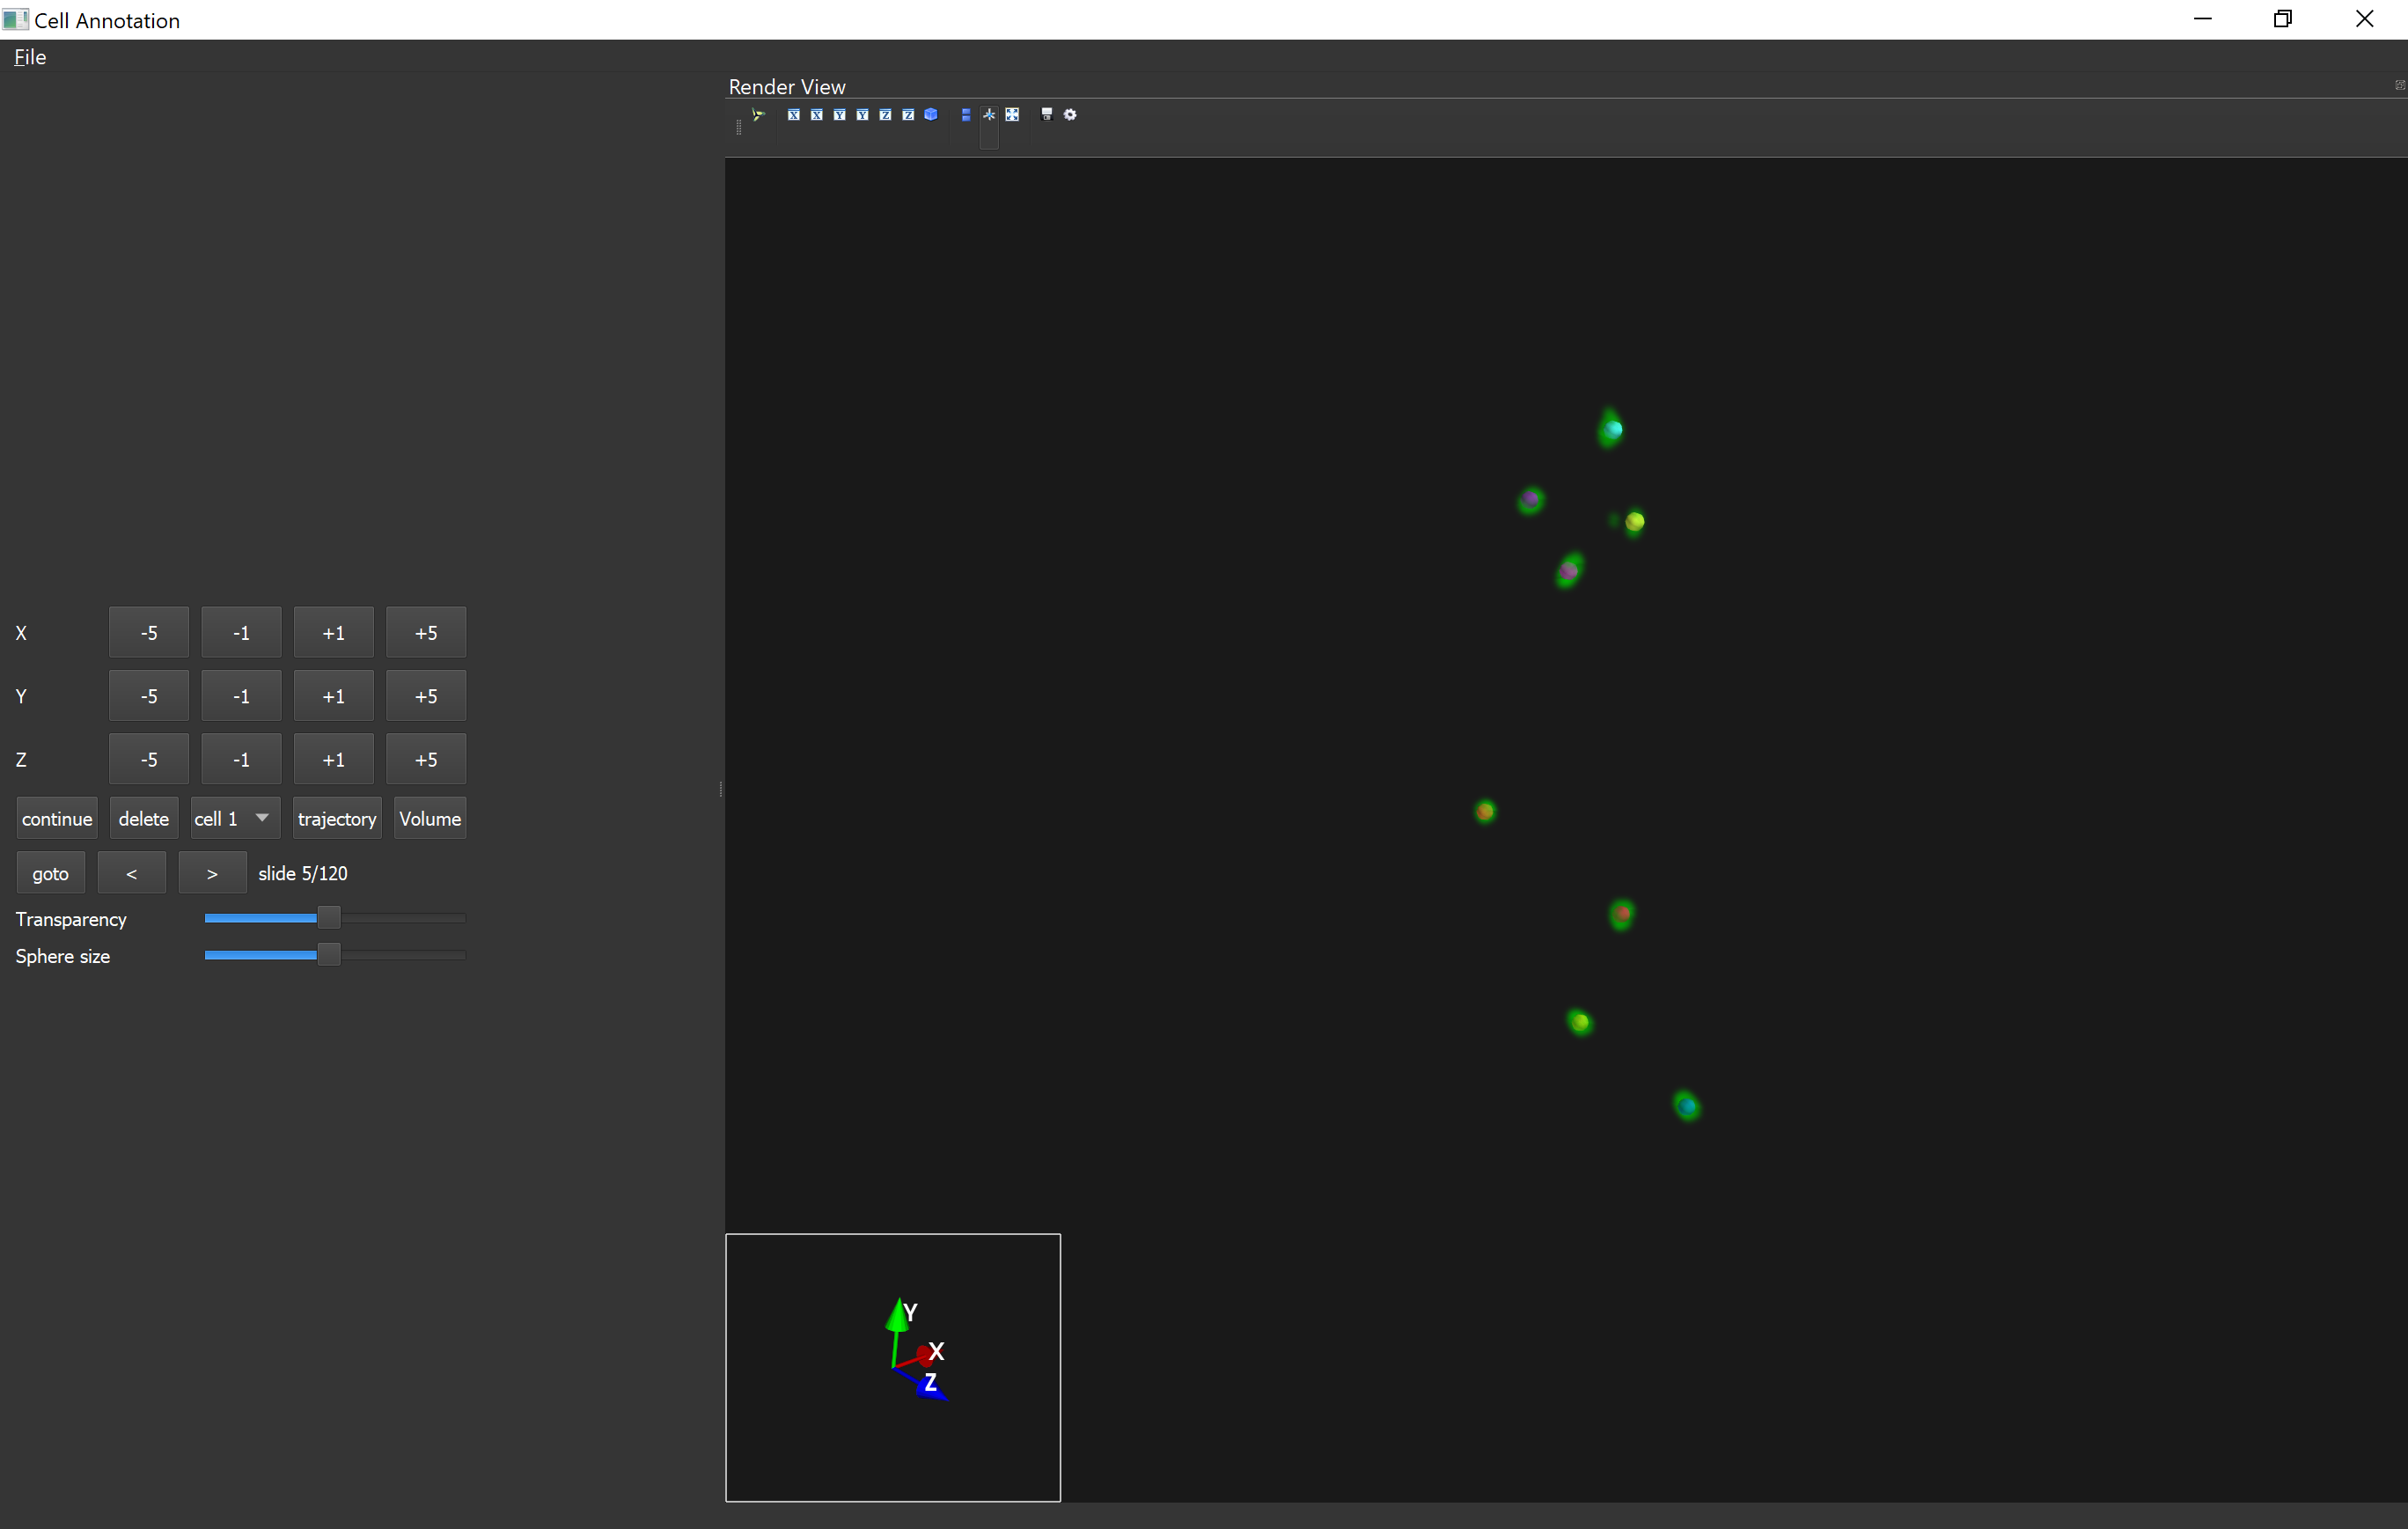 Cell Annotation
File
Render View
X X Y Y Z Z
X -5 -1 +1 +5
Y -5 -1 +1 +5
Z -5 -1 +1 +5
continue delete cell 1 trajectory Volume
goto < > slide 5/120
Transparency
Sphere size
Y
X
Z